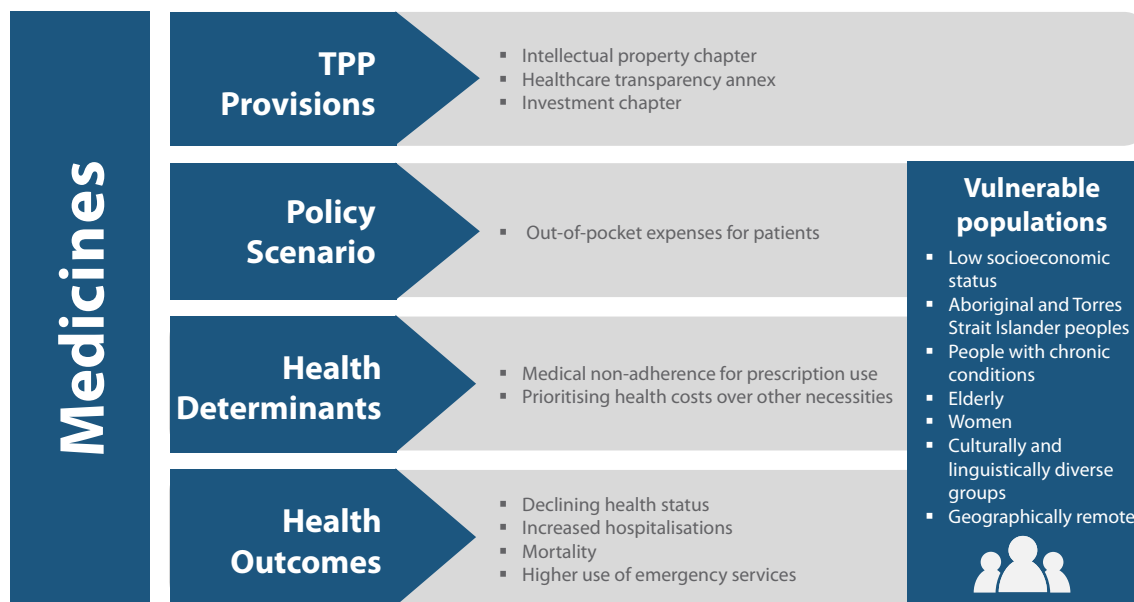 Medicines
TPP
Provisions
▪ Intellectual property chapter
▪ Healthcare transparency annex
▪ Investment chapter
Policy
Scenario
▪ Out-of-pocket expenses for patients
Health
Determinants
▪ Medical non-adherence for prescription use
▪ Prioritising health costs over other necessities
Health
Outcomes
▪ Declining health status
▪ Increased hospitalisations
▪ Mortality
▪ Higher use of emergency services
Vulnerable
populations
▪ Low socioeconomic
status
▪ Aboriginal and Torres
Strait Islander peoples
▪ People with chronic
conditions
▪ Elderly
▪ Women
▪ Culturally and
linguistically diverse
groups
▪ Geographically remote